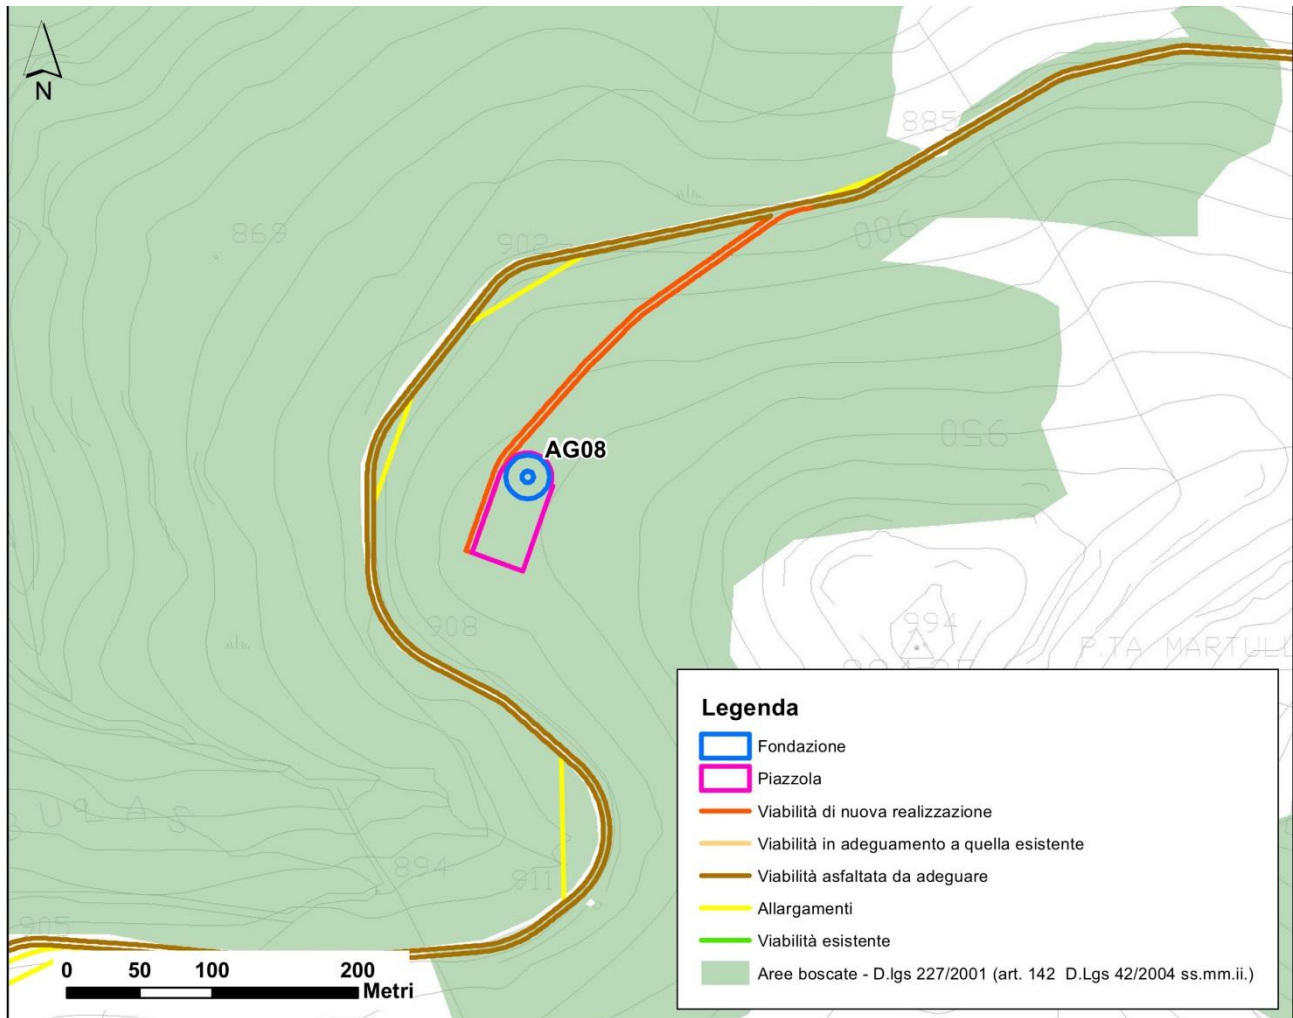 N
885
900
698
902
AG08
950
908
994
P.TA MARTULL
Legenda
Fondazione
Piazzola
Viabilità di nuova realizzazione
Viabilità in adeguamento a quella esistente
Viabilità asfaltata da adeguare
Allargamenti
Viabilità esistente
Aree boscate - D.lgs 227/2001 (art. 142 D.Lgs 42/2004 ss.mm.ii.)
894
911
905
0 50 100 200
Metri